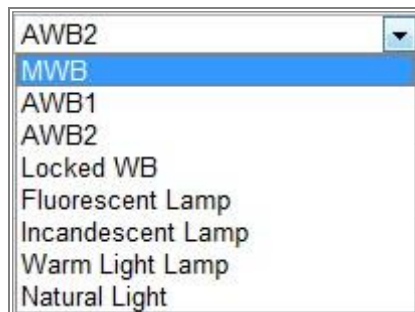 AWB2
MWB
AWB1
AWB2
Locked WB
Fluorescent Lamp
Incandescent Lamp
Warm Light Lamp
Natural Light